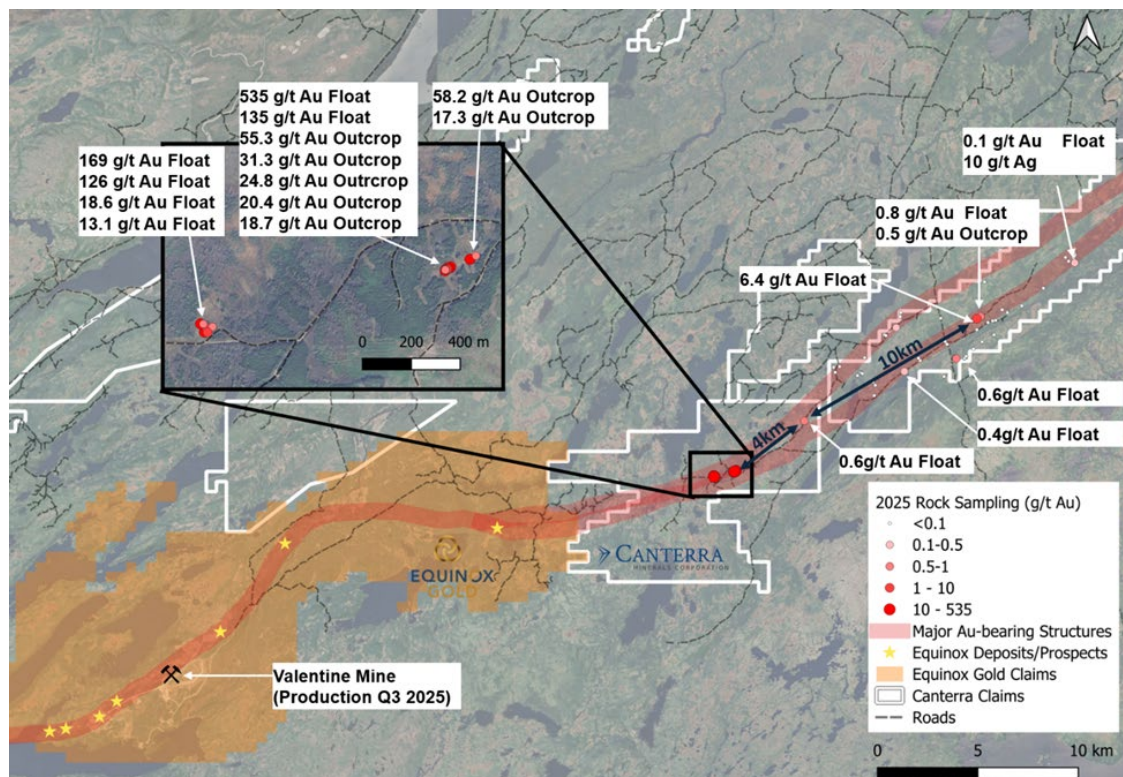 535 g/t Au Float
135 g/t Au Float
55.3 g/t Au Outcrop
31.3 g/t Au Outcrop
24.8 g/t Au Outrcrop
20.4 g/t Au Outcrop
18.7 g/t Au Outcrop
58.2 g/t Au Outcrop
17.3 g/t Au Outcrop
169 g/t Au Float
126 g/t Au Float
18.6 g/t Au Float
13.1 g/t Au Float
0.1 g/t Au Float
10 g/t Ag
0.8 g/t Au Float
0.5 g/t Au Outcrop
6.4 g/t Au Float
0 200 400 m
10km
4km
0.6g/t Au Float
0.4g/t Au Float
0.6g/t Au Float
EQUINOX
GOLD
CANTERRA
MINERALS CORPORATION
Valentine Mine
(Production Q3 2025)
2025 Rock Sampling (g/t Au)
<0.1
0.1-0.5
0.5-1
1 - 10
10 - 535
Major Au-bearing Structures
Equinox Deposits/Prospects
Equinox Gold Claims
Canterra Claims
Roads
0 5 10 km